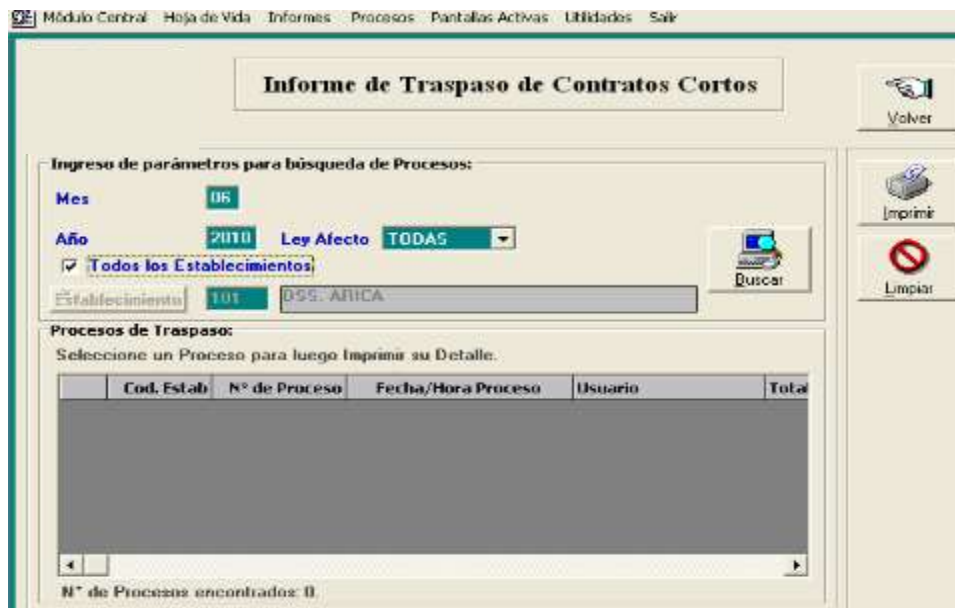 Módulo Central Hoja de Vida Informes Procesos Pantallas Activas Utilidades Salir
Informe de Traspaso de Contratos Cortos
Volver
Ingreso de parámetros para búsqueda de Procesos:
Mes 06
Imprimir
Año 2010 Ley Afecto TODAS
Todos los Establecimientos
Buscar
Limpiar
Establecimiento 101 DSS. ARICA
Procesos de Traspaso:
Seleccione un Proceso para luego Imprimir su Detalle.
Cod. Estab N° de Proceso Fecha/Hora Proceso Usuario Total
N° de Procesos encontrados: 0.